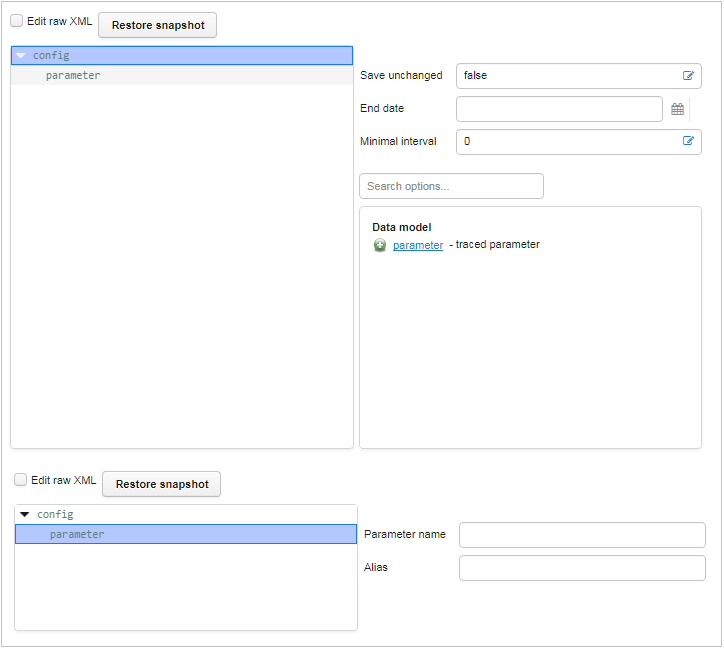 Edit raw XML Restore snapshot
config
parameter
Save unchanged false
End date
Minimal interval 0
Search options...
Data model
parameter - traced parameter
Edit raw XML Restore snapshot
config
parameter
Parameter name
Alias